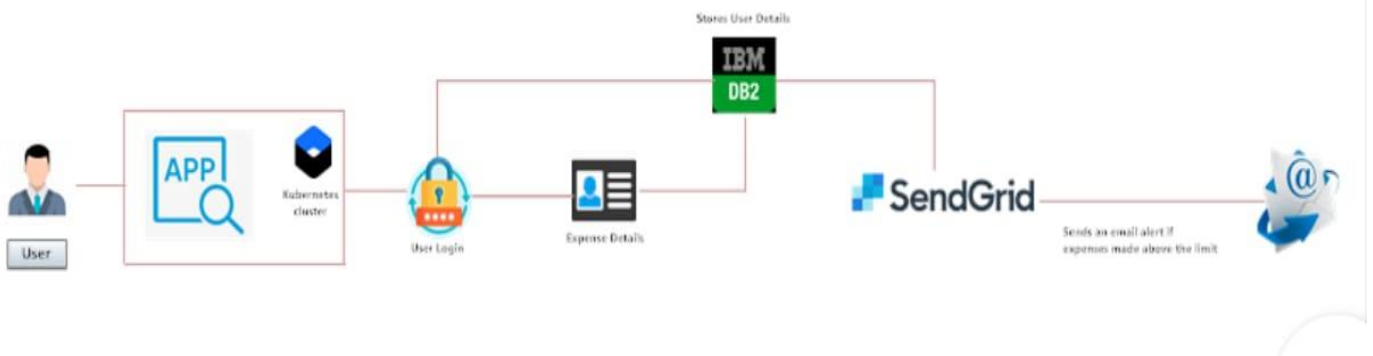 Stores User Details
IBM
DB2
APP
Kubernetes
cluster
User
User Login
Expense Details
SendGrid
Sends an email alert if
expenses made above the limit
@